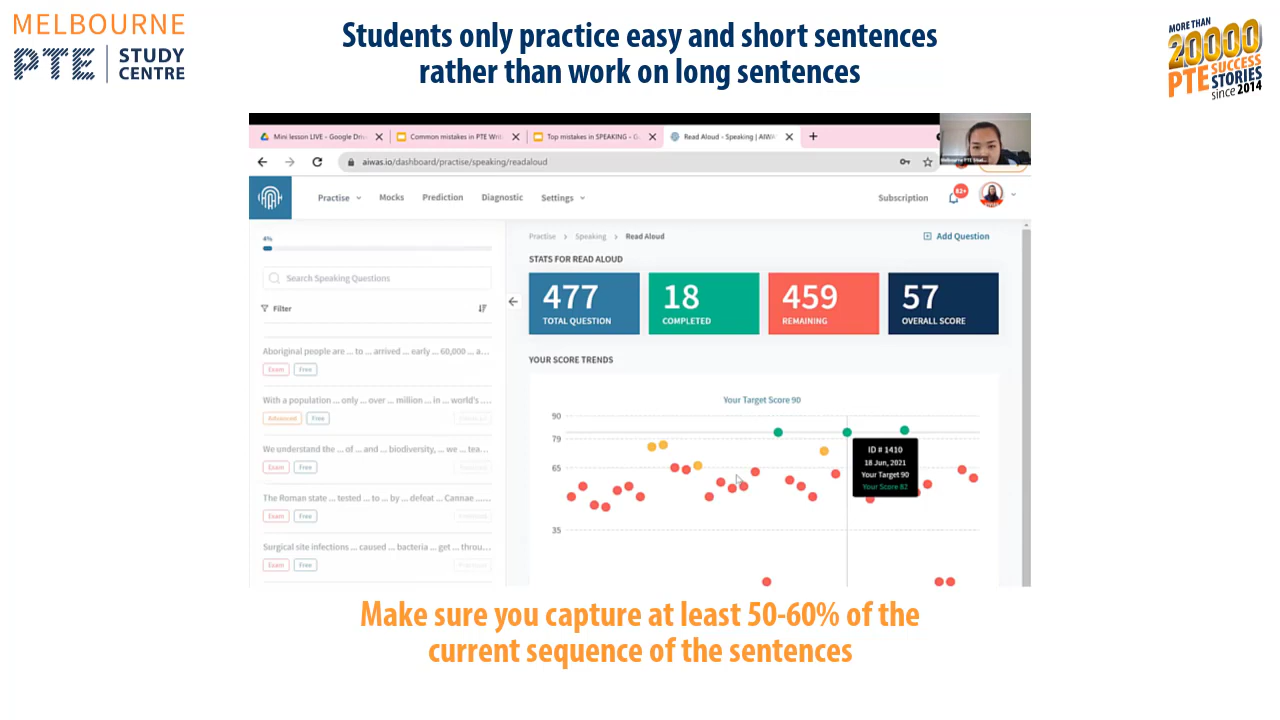 MELBOURNE
PTE STUDY
CENTRE
Students only practice easy and short sentences
rather than work on long sentences
MORE THAN
20000
PTE SUCCESS
STORIES
since 2014
Mini lesson LIVE - Google Driv
Common mistakes in PTE Writ
Top mistakes in SPEAKING - G
Read Aloud - Speaking | AIWA
aiwas.io/dashboard/practise/speaking/readaloud
Melbourne PTE Stud...
Practise
Mocks
Prediction
Diagnostic
Settings
Subscription
82+
4%
Search Speaking Questions
Filter
Aboriginal people are ... to ... arrived ... early ... 60,000 ... a...
Exam Free
With a population ... only ... over ... million ... in ... world's ....
Advanced Free
We understand the ... of ... and ... biodiversity, ... we ... tea...
Exam Free
The Roman state ... tested ... to ... by ... defeat ... Cannae ......
Exam Free
Surgical site infections ... caused ... bacteria ... get ... throu...
Exam Free
Practise > Speaking > Read Aloud
Add Question
STATS FOR READ ALOUD
477
TOTAL QUESTION
18
COMPLETED
459
REMAINING
57
OVERALL SCORE
YOUR SCORE TRENDS
Your Target Score 90
90
79
65
35
ID # 1410
18 Jun, 2021
Your Target 90
Your Score 82
Make sure you capture at least 50-60% of the
current sequence of the sentences